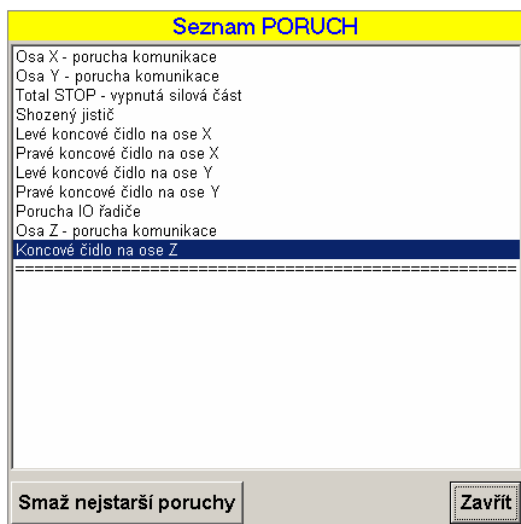 Seznam PORUCH
Osa X - porucha komunikace
Osa Y - porucha komunikace
Total STOP - vypnutá silová část
Shozený jistič
Levé koncové čidlo na ose X
Pravé koncové čidlo na ose X
Levé koncové čidlo na ose Y
Pravé koncové čidlo na ose Y
Porucha IO řadiče
Osa Z - porucha komunikace
Koncové čidlo na ose Z
====================================================
Smaž nejstarší poruchy
Zavřít